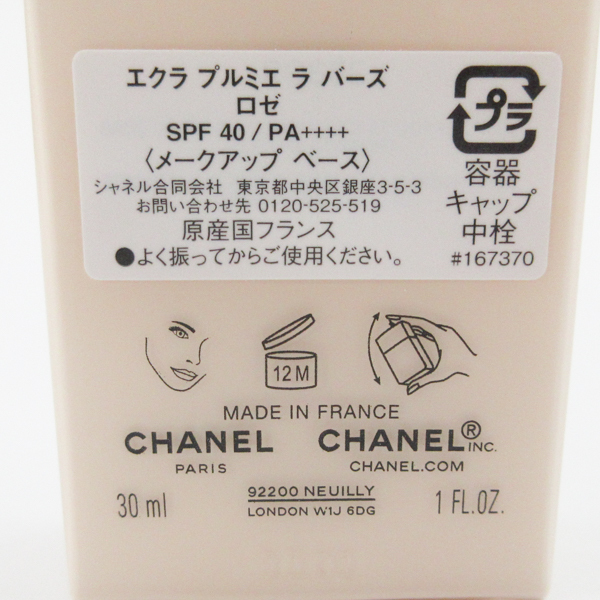 エクラ プルミエ ラ バーズ
ロゼ
SPF 40 / PA++++
〈メークアップ ベース〉
シャネル合同会社 東京都中央区銀座3-5-3
お問い合わせ先 0120-525-519
原産国フランス
●よく振ってからご使用ください。
プラ
容器
キャップ
中栓
#167370
12 M
MADE IN FRANCE
CHANEL
PARIS
CHANEL® INC.
CHANEL.COM
30 ml
92200 NEUILLY
LONDON W1J 6DG
1 FL.OZ.